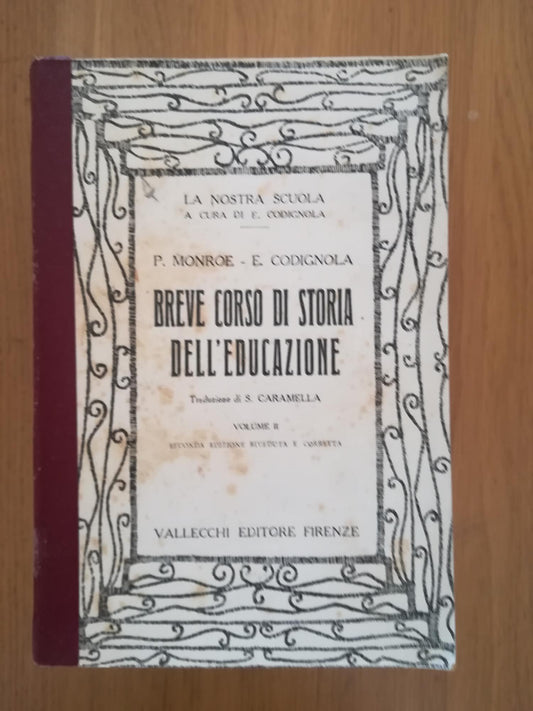 LA NOSTRA SCUOLA
A CURA DI E. CODIGNOLA
P. MONROE - E. CODIGNOLA
BREVE CORSO DI STORIA
DELL'EDUCAZIONE
Traduzione di S. CARAMELLA
VOLUME II
SECONDA EDIZIONE RIVEDUTA E CORRETTA
VALLECCHI EDITORE FIRENZE